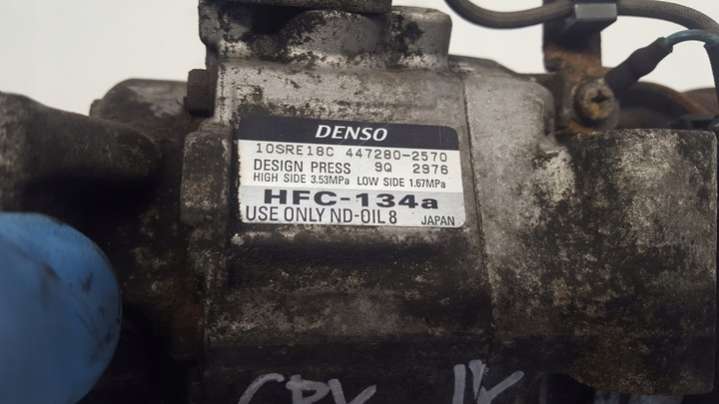 DENSO
10SRE18C 447280-2570
DESIGN PRESS 9Q 2976
HIGH SIDE 3.53MPa LOW SIDE 1.67MPa
HFC-134a
USE ONLY ND-OIL 8 JAPAN